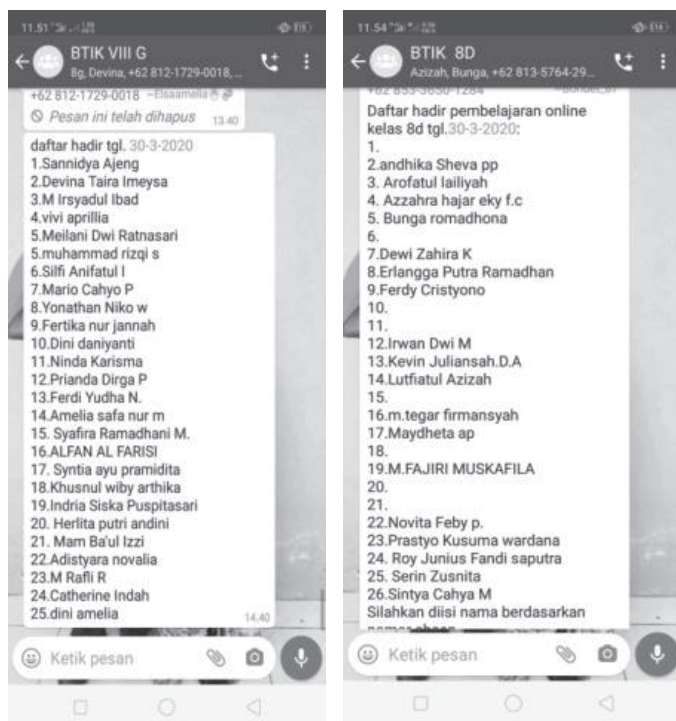 11.51
BTIK VIII G
8g, Devina, +62 812-1729-0018, ...
+62 812-1729-0018 ~Elsaamelia
Pesan ini telah dihapus 13.40
daftar hadir tgl. 30-3-2020
1.Sannidya Ajeng
2.Devina Taira Imeysa
3.M Irsyadul Ibad
4.vivi aprillia
5.Meilani Dwi Ratnasari
5.muhammad rizqi s
6.Silfi Anifatul I
7.Mario Cahyo P
8.Yonathan Niko w
9.Fertika nur jannah
10.Dini daniyanti
11.Ninda Karisma
12.Prianda Dirga P
13.Ferdi Yudha N.
14.Amelia safa nur m
15. Syafira Ramadhani M.
16.ALFAN AL FARISI
17. Syntia ayu pramidita
18.Khusnul wiby arthika
19.Indria Siska Puspitasari
20. Herlita putri andini
21. Mam Ba'ul Izzi
22.Adistyara novalia
23.M Rafli R
24.Catherine Indah
25.dini amelia
14.40
Ketik pesan
11.54
BTIK 8D
Azizah, Bunga, +62 813-5764-29...
Daftar hadir pembelajaran online
kelas 8d tgl.30-3-2020:
1.
2.andhika Sheva pp
3. Arofatul lailiyah
4. Azzahra hajar eky f.c
5. Bunga romadhona
6.
7.Dewi Zahira K
8.Erlangga Putra Ramadhan
9.Ferdy Cristyono
10.
11.
12.Irwan Dwi M
13.Kevin Juliansah.D.A
14.Lutfiatul Azizah
15.
16.m.tegar firmansyah
17.Maydheta ap
18.
19.M.FAJIRI MUSKAFILA
20.
21.
22.Novita Feby p.
23.Prastyo Kusuma wardana
24. Roy Junius Fandi saputra
25. Serin Zusnita
26.Sintya Cahya M
Silahkan diisi nama berdasarkan
Ketik pesan